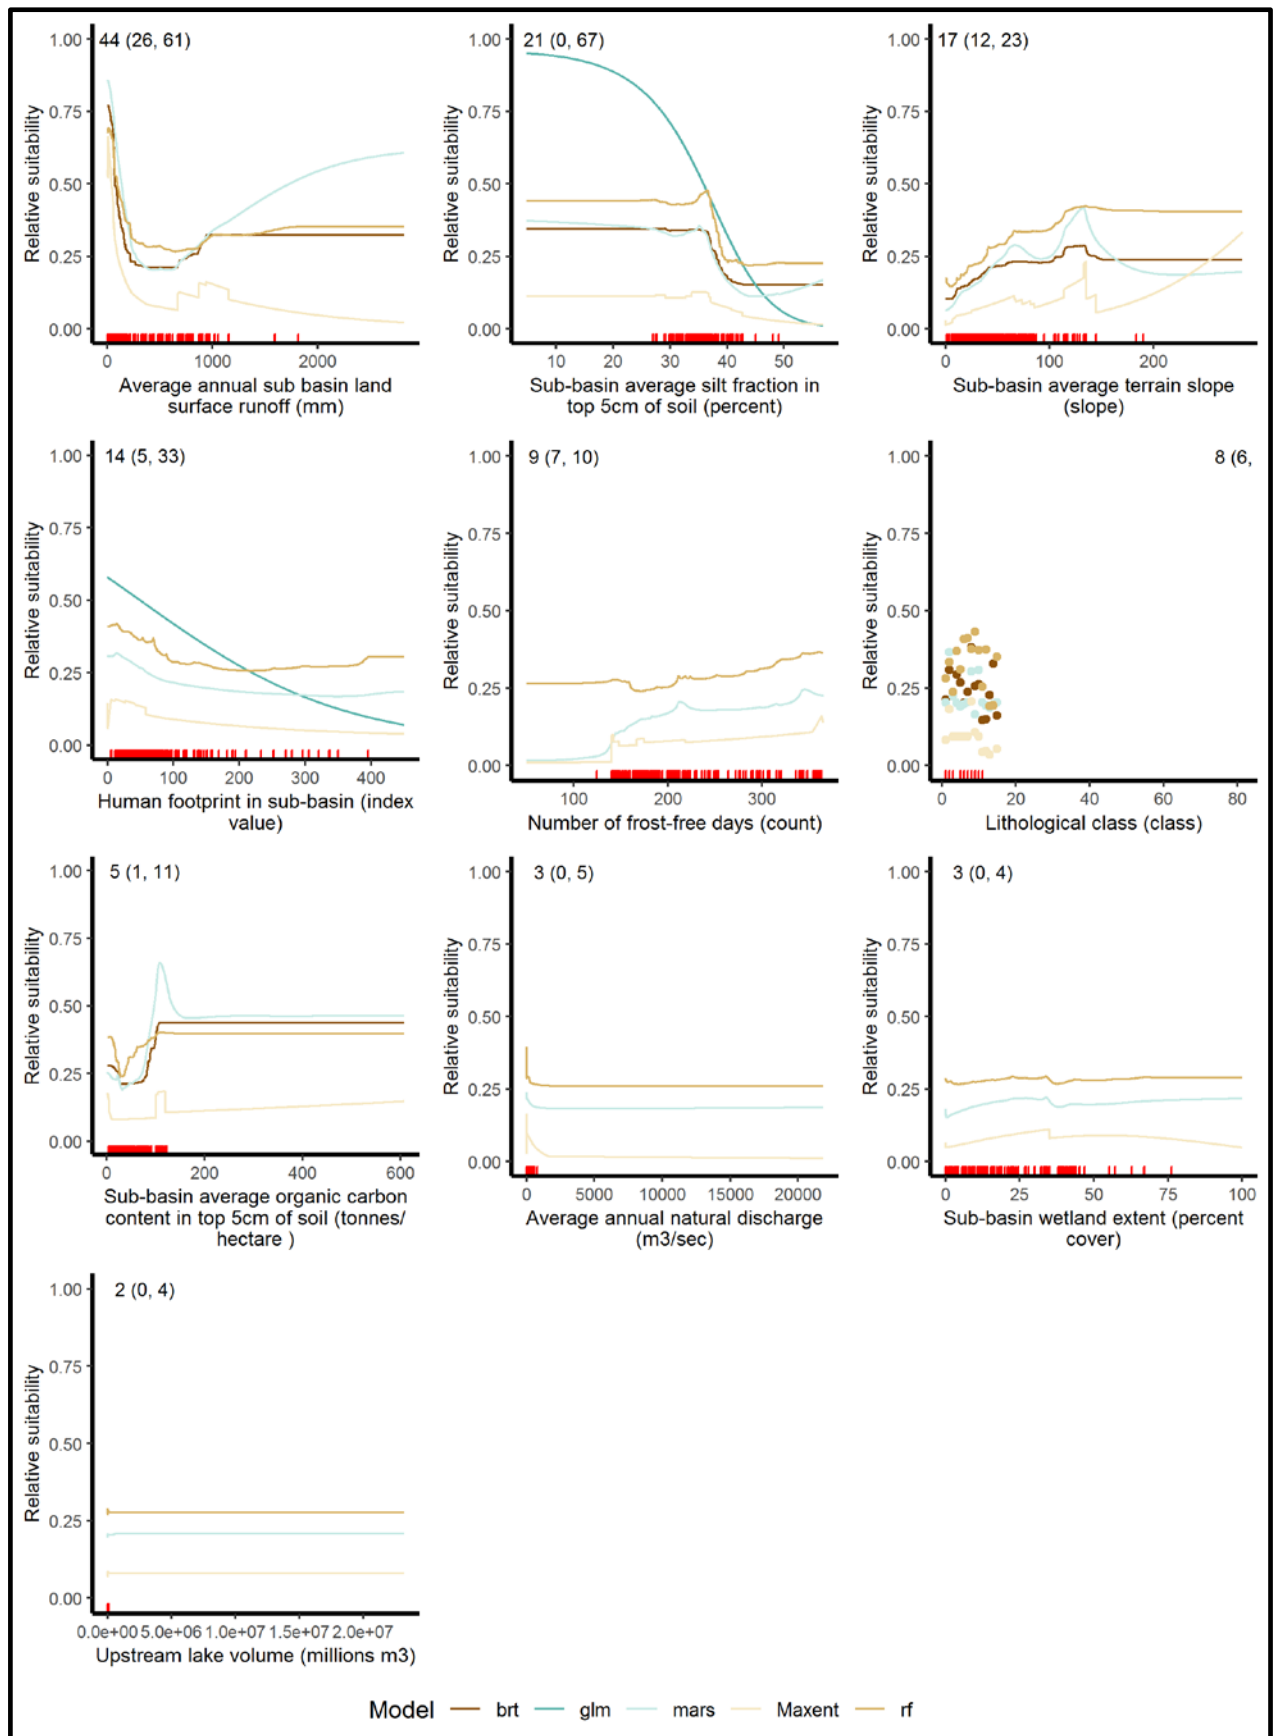 44 (26, 61)
1.00
0.75
0.50
0.25
0.00
Relative suitability
0 1000 2000
Average annual sub basin land
surface runoff (mm)
21 (0, 67)
1.00
0.75
0.50
0.25
0.00
Relative suitability
10 20 30 40 50
Sub-basin average silt fraction in
top 5cm of soil (percent)
17 (12, 23)
1.00
0.75
0.50
0.25
0.00
Relative suitability
0 100 200
Sub-basin average terrain slope
(slope)
14 (5, 33)
1.00
0.75
0.50
0.25
0.00
Relative suitability
0 100 200 300 400
Human footprint in sub-basin (index
value)
9 (7, 10)
1.00
0.75
0.50
0.25
0.00
Relative suitability
100 200 300
Number of frost-free days (count)
8 (6,
1.00
0.75
0.50
0.25
0.00
Relative suitability
0 20 40 60 80
Lithological class (class)
5 (1, 11)
1.00
0.75
0.50
0.25
0.00
Relative suitability
0 200 400 600
Sub-basin average organic carbon
content in top 5cm of soil (tonnes/
hectare )
3 (0, 5)
1.00
0.75
0.50
0.25
0.00
Relative suitability
0 5000 10000 15000 20000
Average annual natural discharge
(m3/sec)
3 (0, 4)
1.00
0.75
0.50
0.25
0.00
Relative suitability
0 25 50 75 100
Sub-basin wetland extent (percent
cover)
2 (0, 4)
1.00
0.75
0.50
0.25
0.00
Relative suitability
0.0e+00 5.0e+06 1.0e+07 1.5e+07 2.0e+07
Upstream lake volume (millions m3)
Model brt glm mars Maxent rf